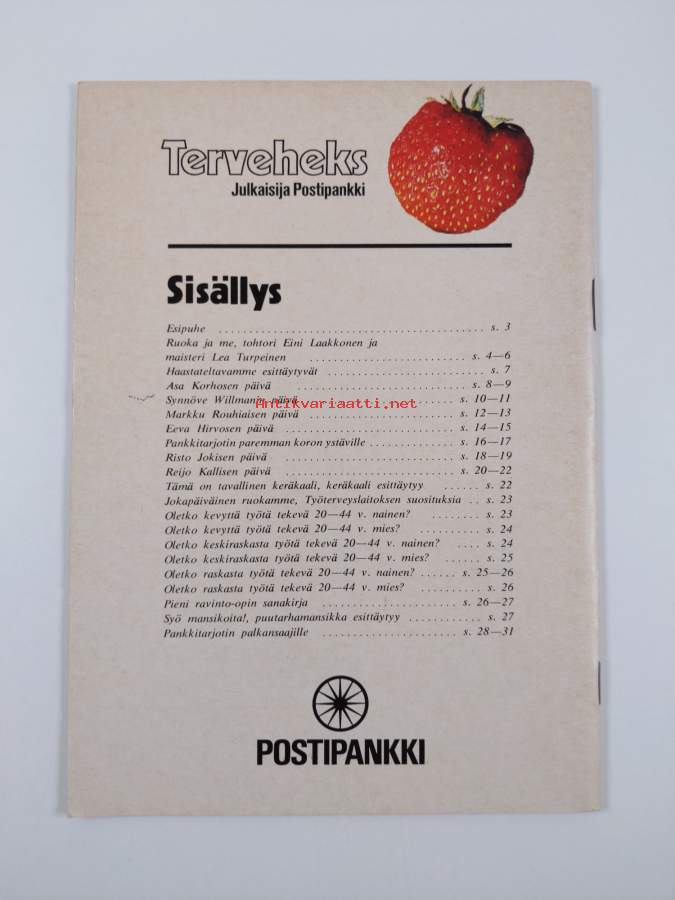 Terveheks
Julkaisija Postipankki
Sisällys
Esipuhe ........................................ s. 3
Ruoka ja me, tohtori Eini Laakkonen ja
maisteri Lea Turpeinen ....................... s. 4—6
Haastateltavamme esittäytyvät ........................ s. 7
Asa Korhosen päivä .......................... s. 8—9
Synnöve Willmanin päivä ........................ s. 10—11
Antikvariaatti.net
Markku Rouhiaisen päivä ....................... s. 12—13
Eeva Hirvosen päivä ......................... s. 14—15
Pankkitarjotin paremman koron ystäville ............. s. 16—17
Risto Jokisen päivä ......................... s. 18—19
Reijo Kallisen päivä ......................... s. 20—22
Tämä on tavallinen keräkaali, keräkaali esittäytyy ...... s. 22
Jokapäiväinen ruokamme, Työterveyslaitoksen suosituksia .. s. 23
Oletko kevyttä työtä tekevä 20—44 v. nainen? ........ s. 23
Oletko kevyttä työtä tekevä 20—44 v. mies? ......... s. 24
Oletko keskiraskasta työtä tekevä 20—44 v. nainen? .... s. 24
Oletko keskiraskasta työtä tekevä 20—44 v. mies? ...... s. 25
Oletko raskasta työtä tekevä 20—44 v. nainen? ...... s. 25—26
Oletko raskasta työtä tekevä 20—44 v. mies? ......... s. 26
Pieni ravinto-opin sanakirja .................... s. 26—27
Syö mansikoita!, puutarhamansikka esittäytyy ........... s. 27
Pankkitarjotin palkansaajille ...................... s. 28—31
POSTIPANKKI